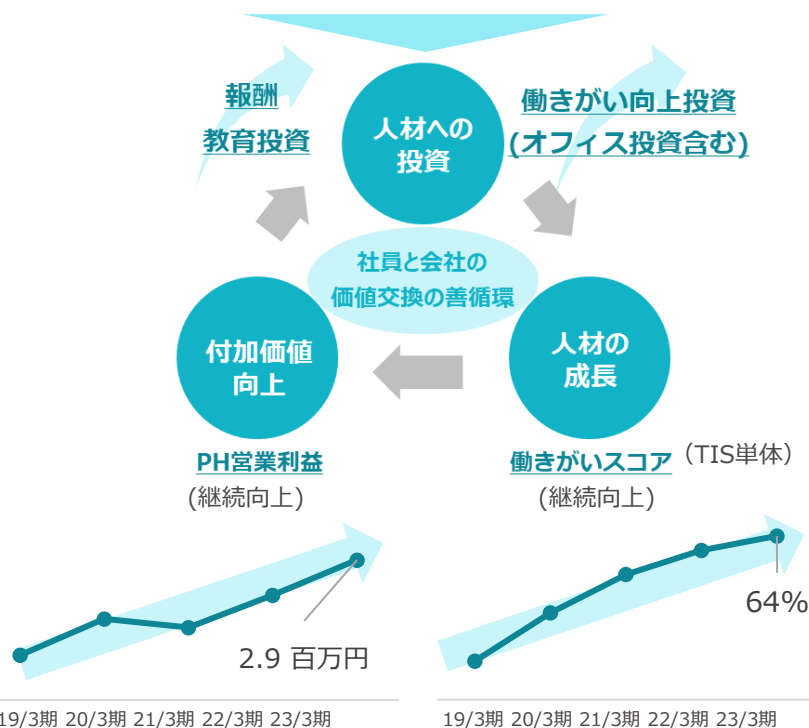 報酬
教育投資
人材への
投資
働きがい向上投資
(オフィス投資含む)
社員と会社の
価値交換の善循環
付加価値
向上
人材の
成長
PH営業利益
(継続向上)
働きがいスコア（TIS単体）
(継続向上)
2.9 百万円
64%
19/3期 20/3期 21/3期 22/3期 23/3期
19/3期 20/3期 21/3期 22/3期 23/3期